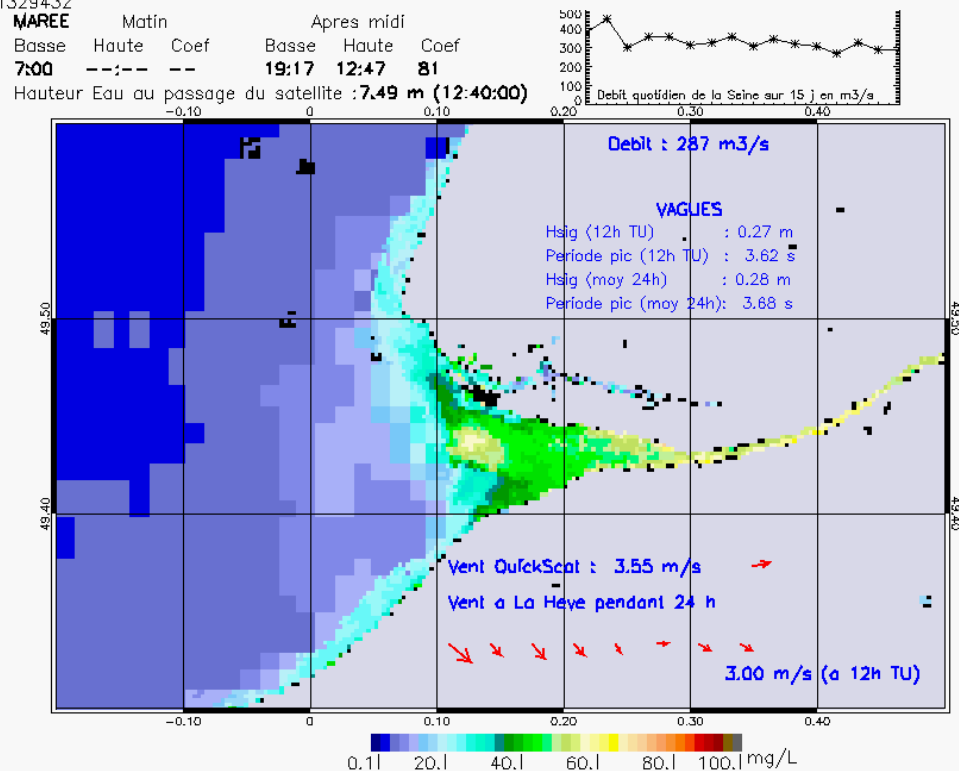 1329432
MAREE Matin Apres midi
Basse Haute Coef Basse Haute Coef
7:00 --:-- -- 19:17 12:47 81
Hauteur Eau au passage du satellite :7.49 m (12:40:00)
500
400
300
200
100
0
Debit quotidien de la Seine sur 15 j en m3/s
-0.10 0 0.10 0.20 0.30 0.40
Debit : 287 m3/s
VAGUES
Hsig (12h TU) : 0.27 m
Periode pic (12h TU) : 3.62 s
Hsig (moy 24h) : 0.28 m
Periode pic (moy 24h): 3.68 s
49.50 49.50
49.40 49.40
Vent QuickScat : 3.55 m/s
Vent a La Heve pendant 24 h
3.00 m/s (a 12h TU)
-0.10 0 0.10 0.20 0.30 0.40
0.1 20. 40. 60. 80. 100. mg/L